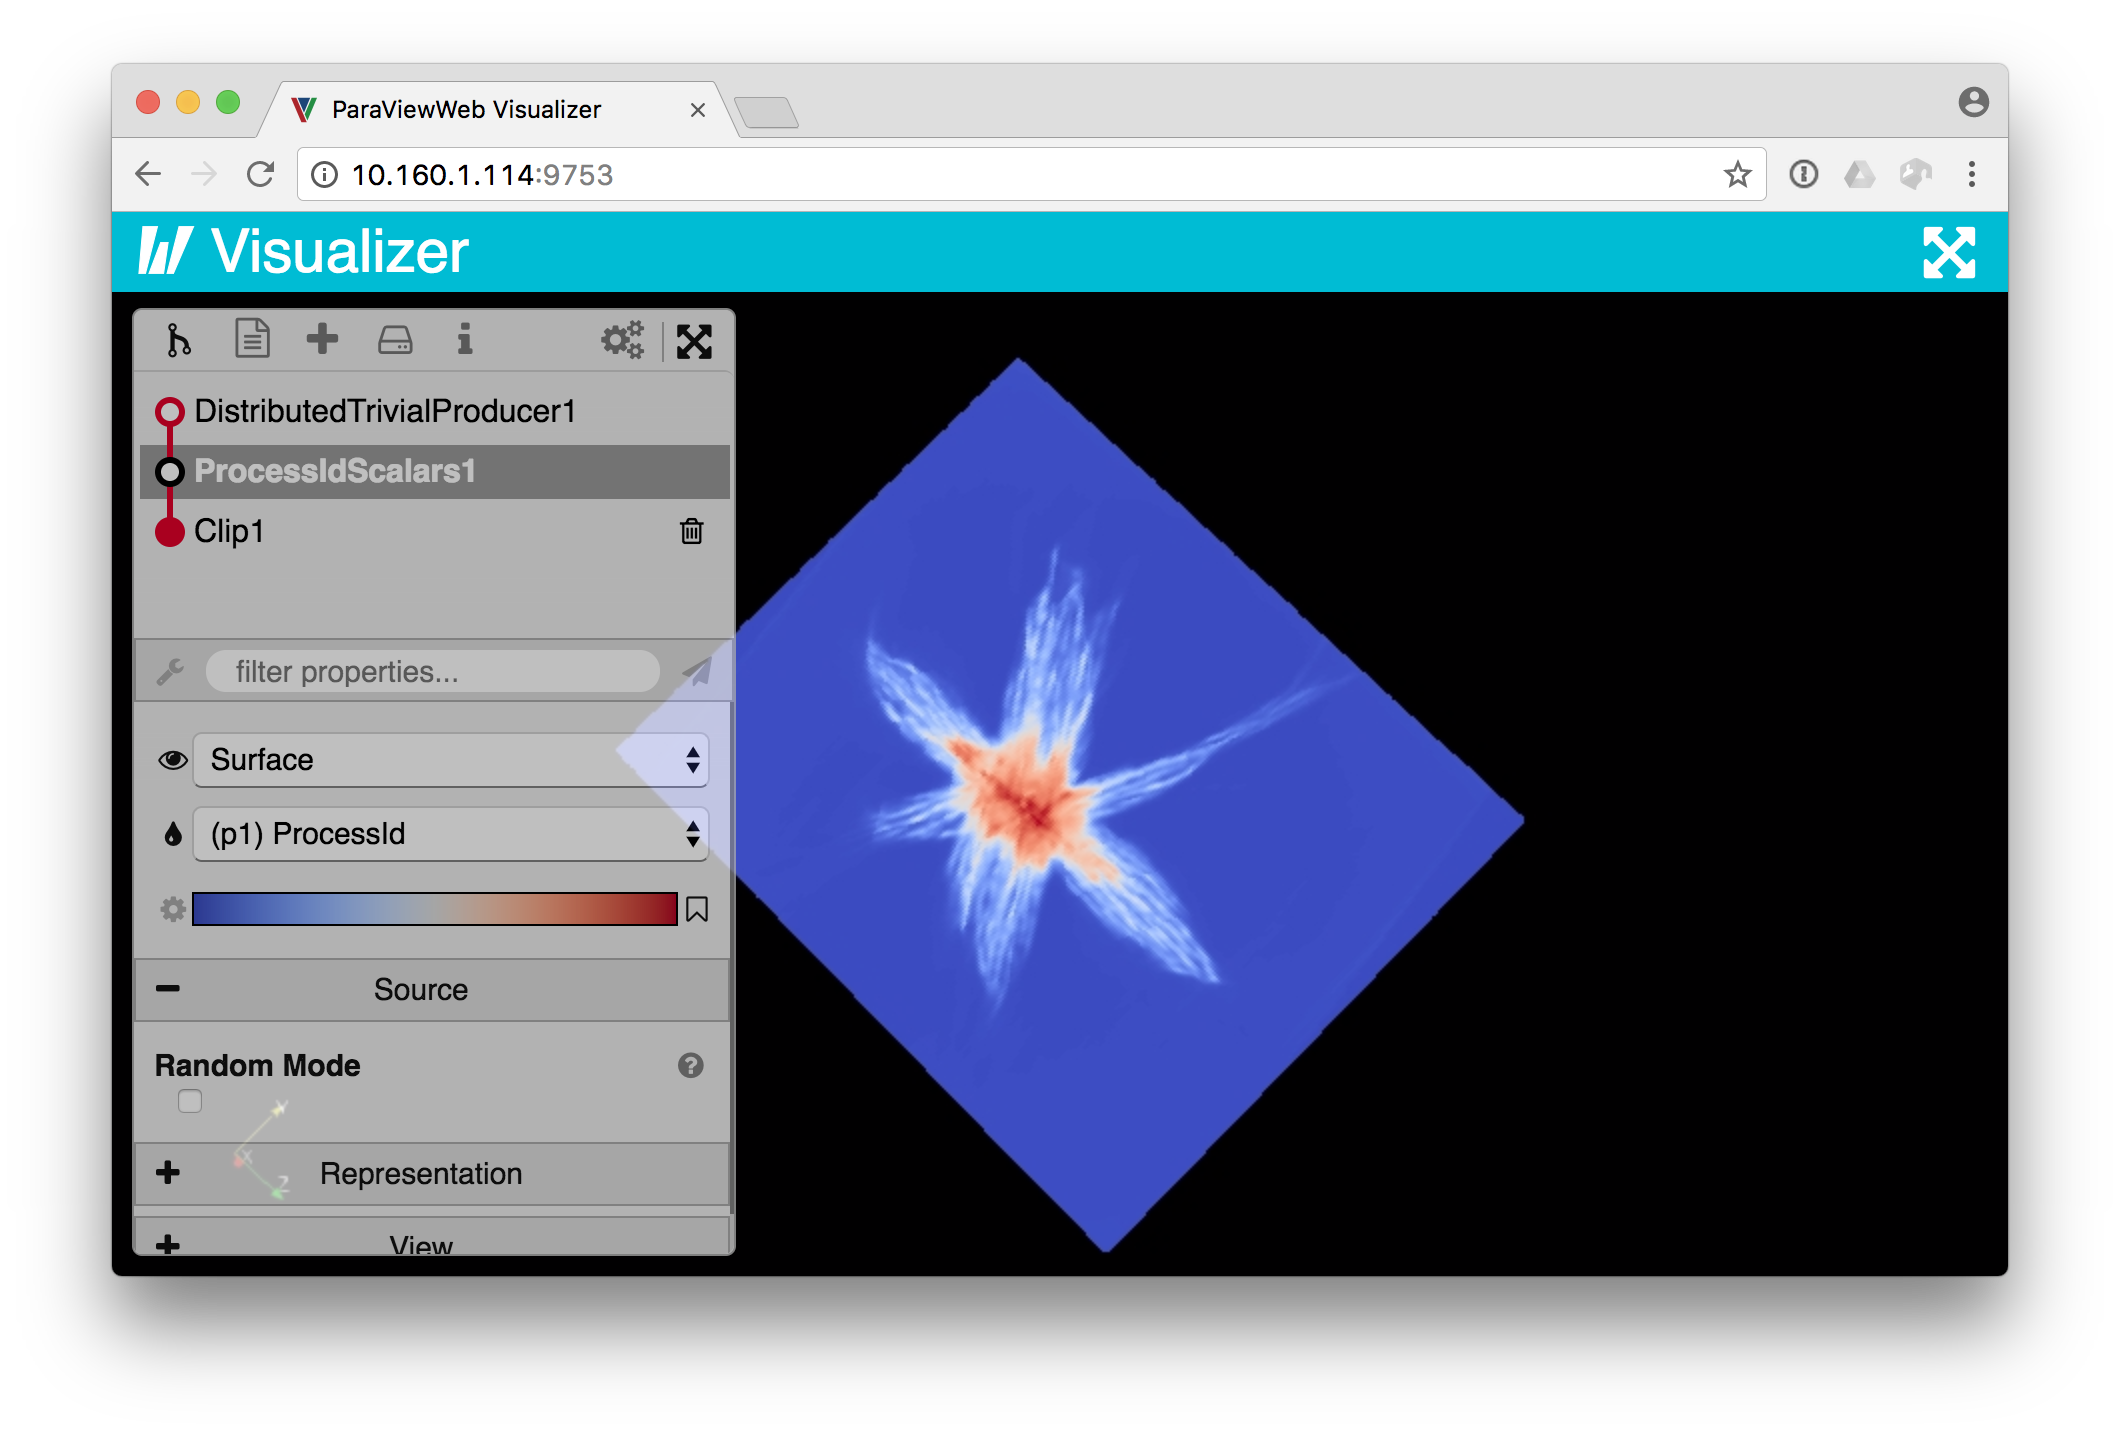 ParaViewWeb Visualizer
10.160.1.114:9753
Visualizer
DistributedTrivialProducer1
ProcessIdScalars1
Clip1
filter properties...
Surface
(p1) ProcessId
Source
Random Mode
Y
X
Z
Representation
View